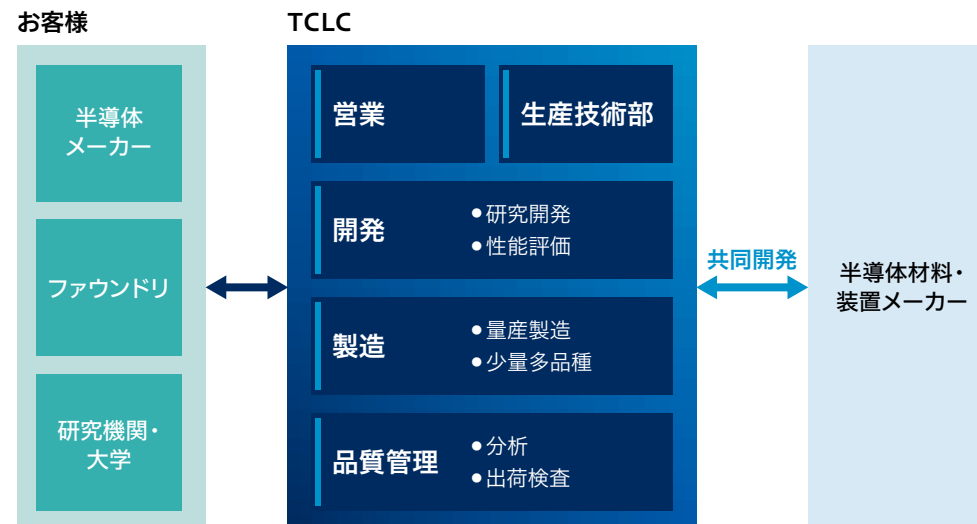 お客様
半導体
メーカー
ファウンドリ
研究機関・
大学
TCLC
営業
生産技術部
開発
●研究開発
●性能評価
製造
●量産製造
●少量多品種
品質管理
●分析
●出荷検査
共同開発
半導体材料・
装置メーカー